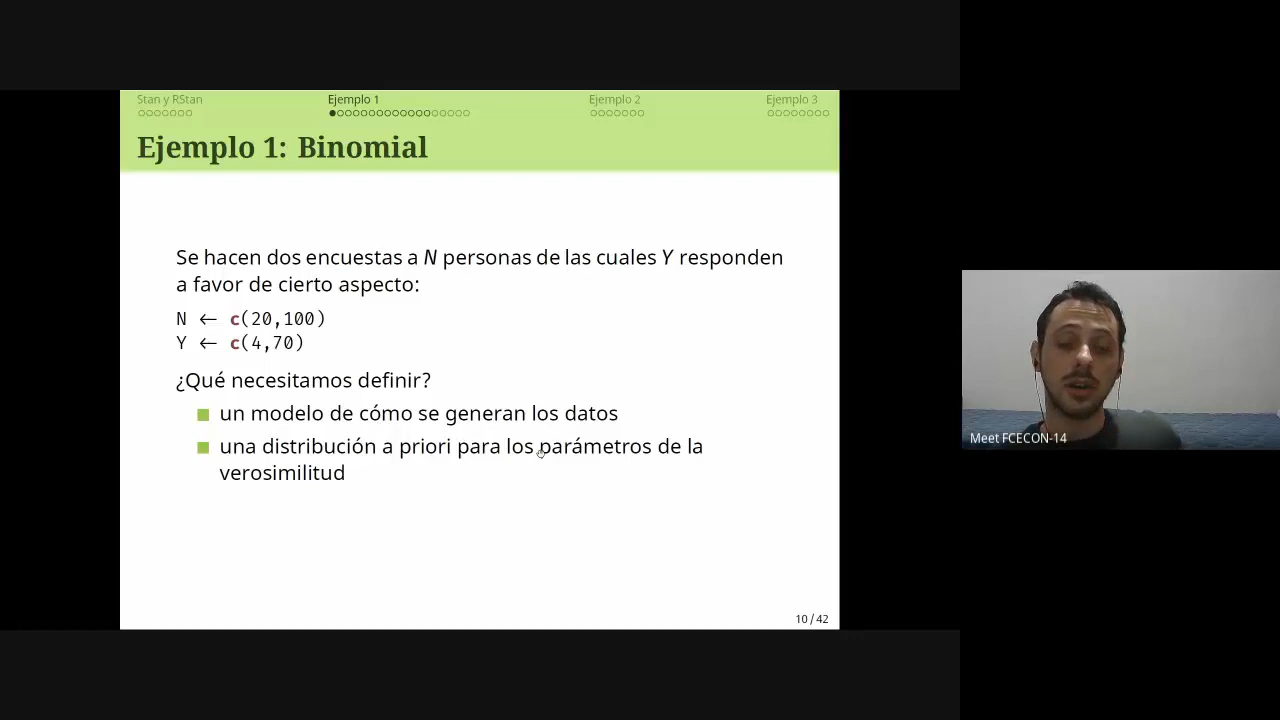 Stan y RStan Ejemplo 1 Ejemplo 2 Ejemplo 3
Ejemplo 1: Binomial
Se hacen dos encuestas a N personas de las cuales Y responden
a favor de cierto aspecto:
N ← c(20,100)
Y ← c(4,70)
¿Qué necesitamos definir?
un modelo de cómo se generan los datos
una distribución a priori para los parámetros de la
verosimilitud
10 / 42
Meet FCECON-14